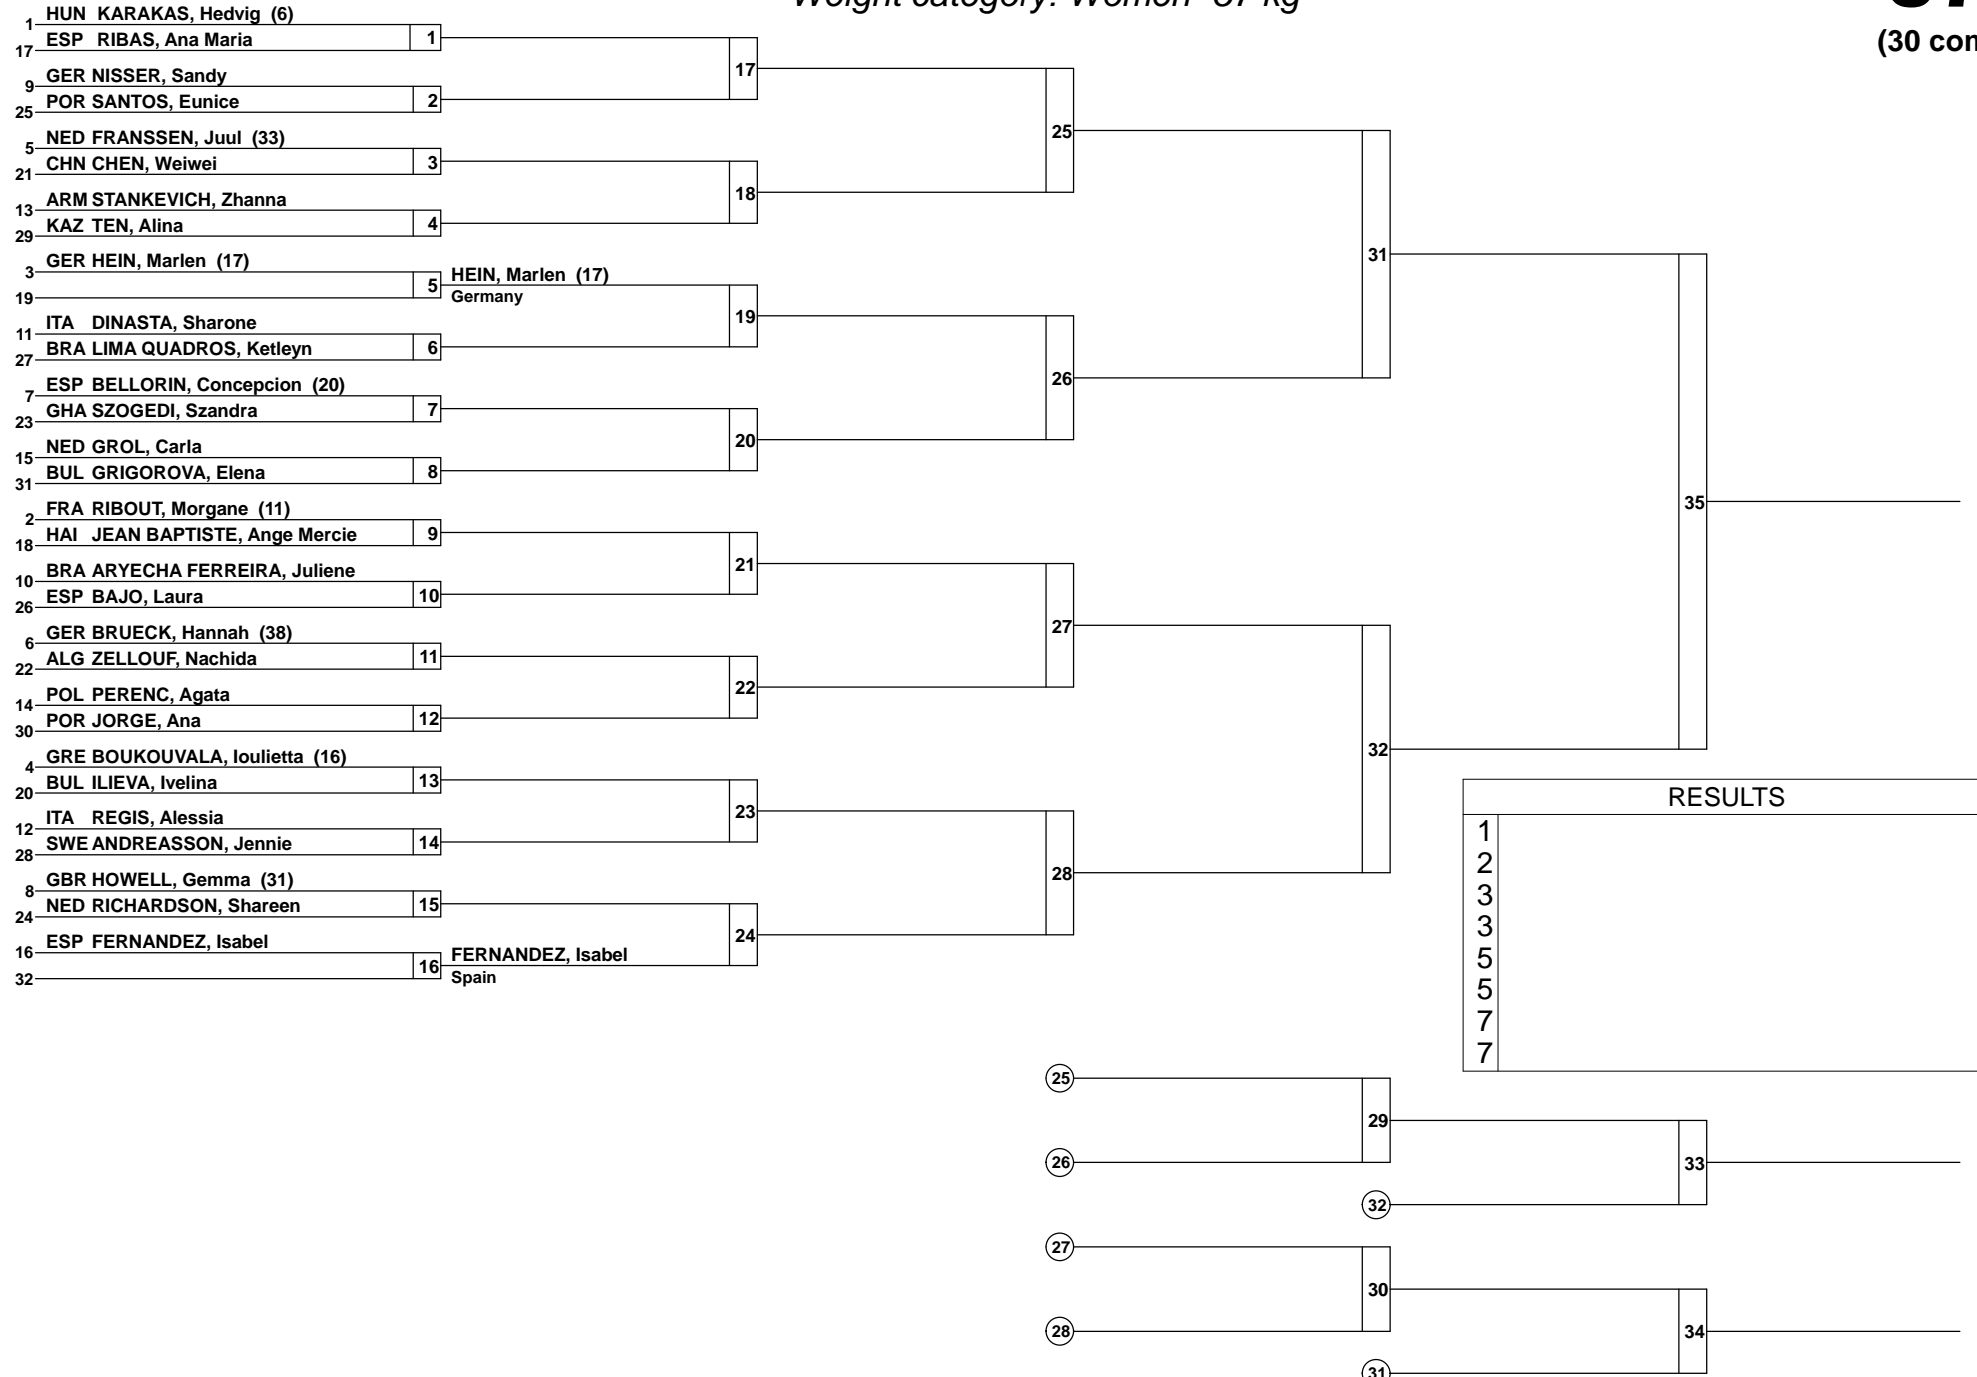 Weight category: Women -57 kg
(30 com
1 HUN KARAKAS, Hedvig (6)
17 ESP RIBAS, Ana Maria
1
9 GER NISSER, Sandy
25 POR SANTOS, Eunice
2
17
5 NED FRANSSEN, Juul (33)
21 CHN CHEN, Weiwei
3
13 ARM STANKEVICH, Zhanna
29 KAZ TEN, Alina
4
18
25
3 GER HEIN, Marlen (17)
19
5
HEIN, Marlen (17)
Germany
11 ITA DINASTA, Sharone
27 BRA LIMA QUADROS, Ketleyn
6
19
7 ESP BELLORIN, Concepcion (20)
23 GHA SZOGEDI, Szandra
7
15 NED GROL, Carla
31 BUL GRIGOROVA, Elena
8
20
26
31
2 FRA RIBOUT, Morgane (11)
18 HAI JEAN BAPTISTE, Ange Mercie
9
10 BRA ARYECHA FERREIRA, Juliene
26 ESP BAJO, Laura
10
21
6 GER BRUECK, Hannah (38)
22 ALG ZELLOUF, Nachida
11
14 POL PERENC, Agata
30 POR JORGE, Ana
12
22
27
4 GRE BOUKOUVALA, Ioulietta (16)
20 BUL ILIEVA, Ivelina
13
12 ITA REGIS, Alessia
28 SWE ANDREASSON, Jennie
14
23
8 GBR HOWELL, Gemma (31)
24 NED RICHARDSON, Shareen
15
16 ESP FERNANDEZ, Isabel
32
16
FERNANDEZ, Isabel
Spain
24
28
32
35
RESULTS
1
2
3
3
5
5
7
7
25
26
29
32
33
27
28
30
31
34